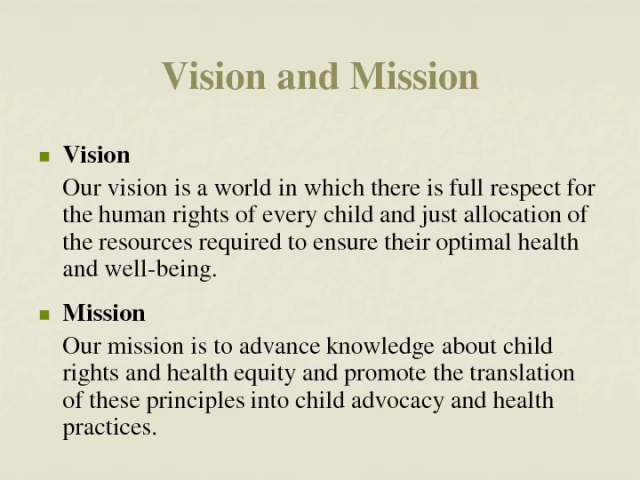 Vision and Mission
Vision
Our vision is a world in which there is full respect for
the human rights of every child and just allocation of
the resources required to ensure their optimal health
and well-being.
Mission
Our mission is to advance knowledge about child
rights and health equity and promote the translation
of these principles into child advocacy and health
practices.